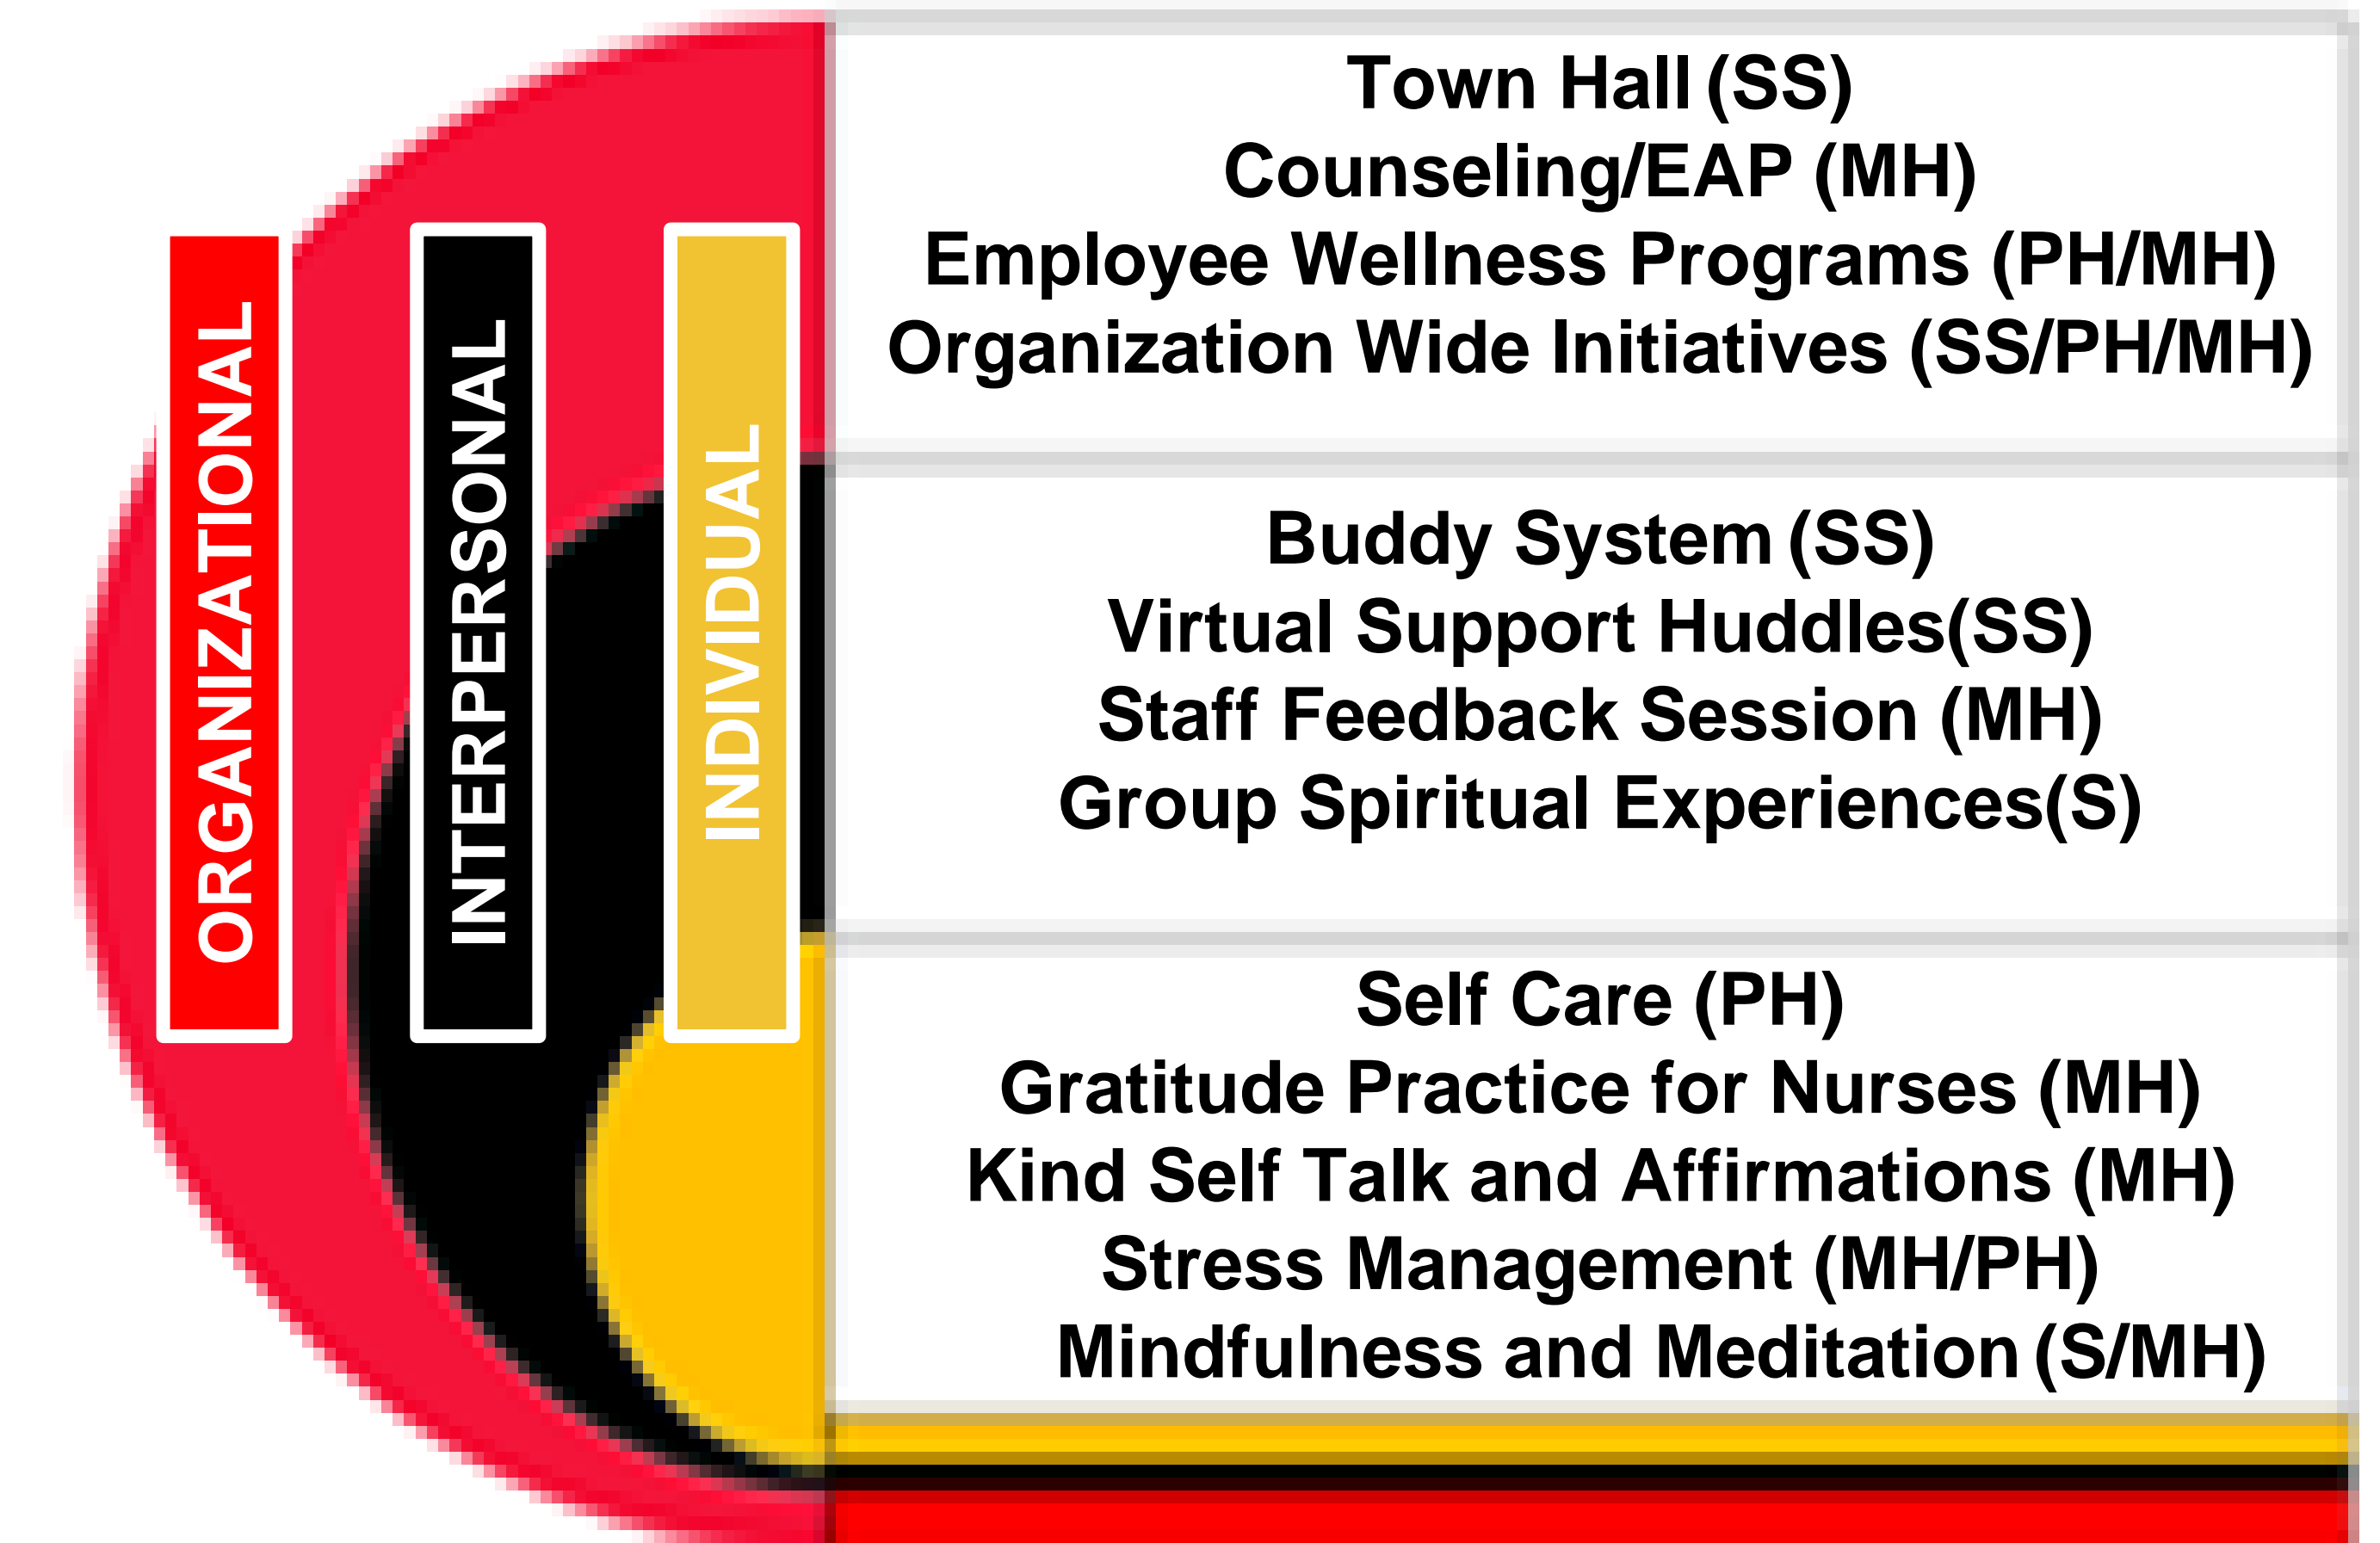 ORGANIZATIONAL
INTERPERSONAL
INDIVIDUAL
Town Hall (SS)
Counseling/EAP (MH)
Employee Wellness Programs (PH/MH)
Organization Wide Initiatives (SS/PH/MH)
Buddy System (SS)
Virtual Support Huddles(SS)
Staff Feedback Session (MH)
Group Spiritual Experiences(S)
Self Care (PH)
Gratitude Practice for Nurses (MH)
Kind Self Talk and Affirmations (MH)
Stress Management (MH/PH)
Mindfulness and Meditation (S/MH)